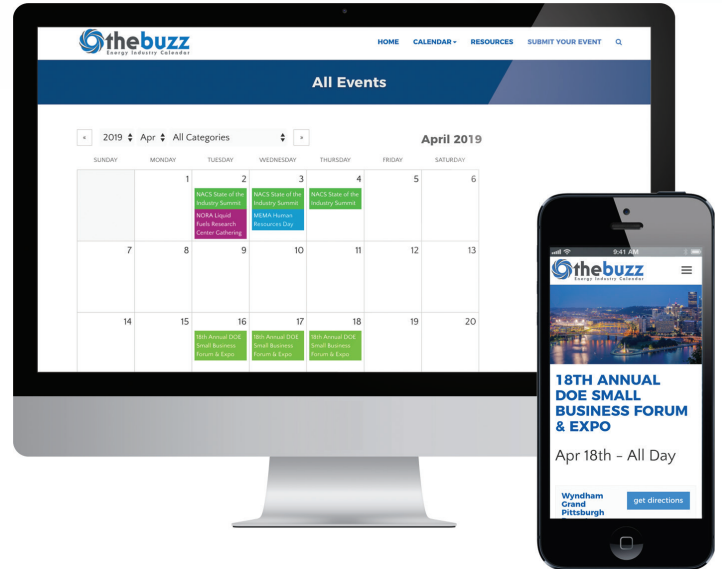 thebuzz
Energy Industry Calendar
HOME CALENDAR RESOURCES SUBMIT YOUR EVENT
All Events
« 2019 Apr All Categories »
April 2019
SUNDAY MONDAY TUESDAY WEDNESDAY THURSDAY FRIDAY SATURDAY
1 2 3 4 5 6
NACS State of the
Industry Summit
NORA Liquid
Fuels Research
Center Gathering
NACS State of the
Industry Summit
MEMA Human
Resources Day
NACS State of the
Industry Summit
7 8 9 10 11 12 13
14 15 16 17 18 19 20
18th Annual DOE
Small Business
Forum & Expo
18th Annual DOE
Small Business
Forum & Expo
18th Annual DOE
Small Business
Forum & Expo
9:41 AM
thebuzz
Energy Industry Calendar
18TH ANNUAL
DOE SMALL
BUSINESS FORUM
& EXPO
Apr 18th – All Day
Wyndham
Grand
Pittsburgh
get directions